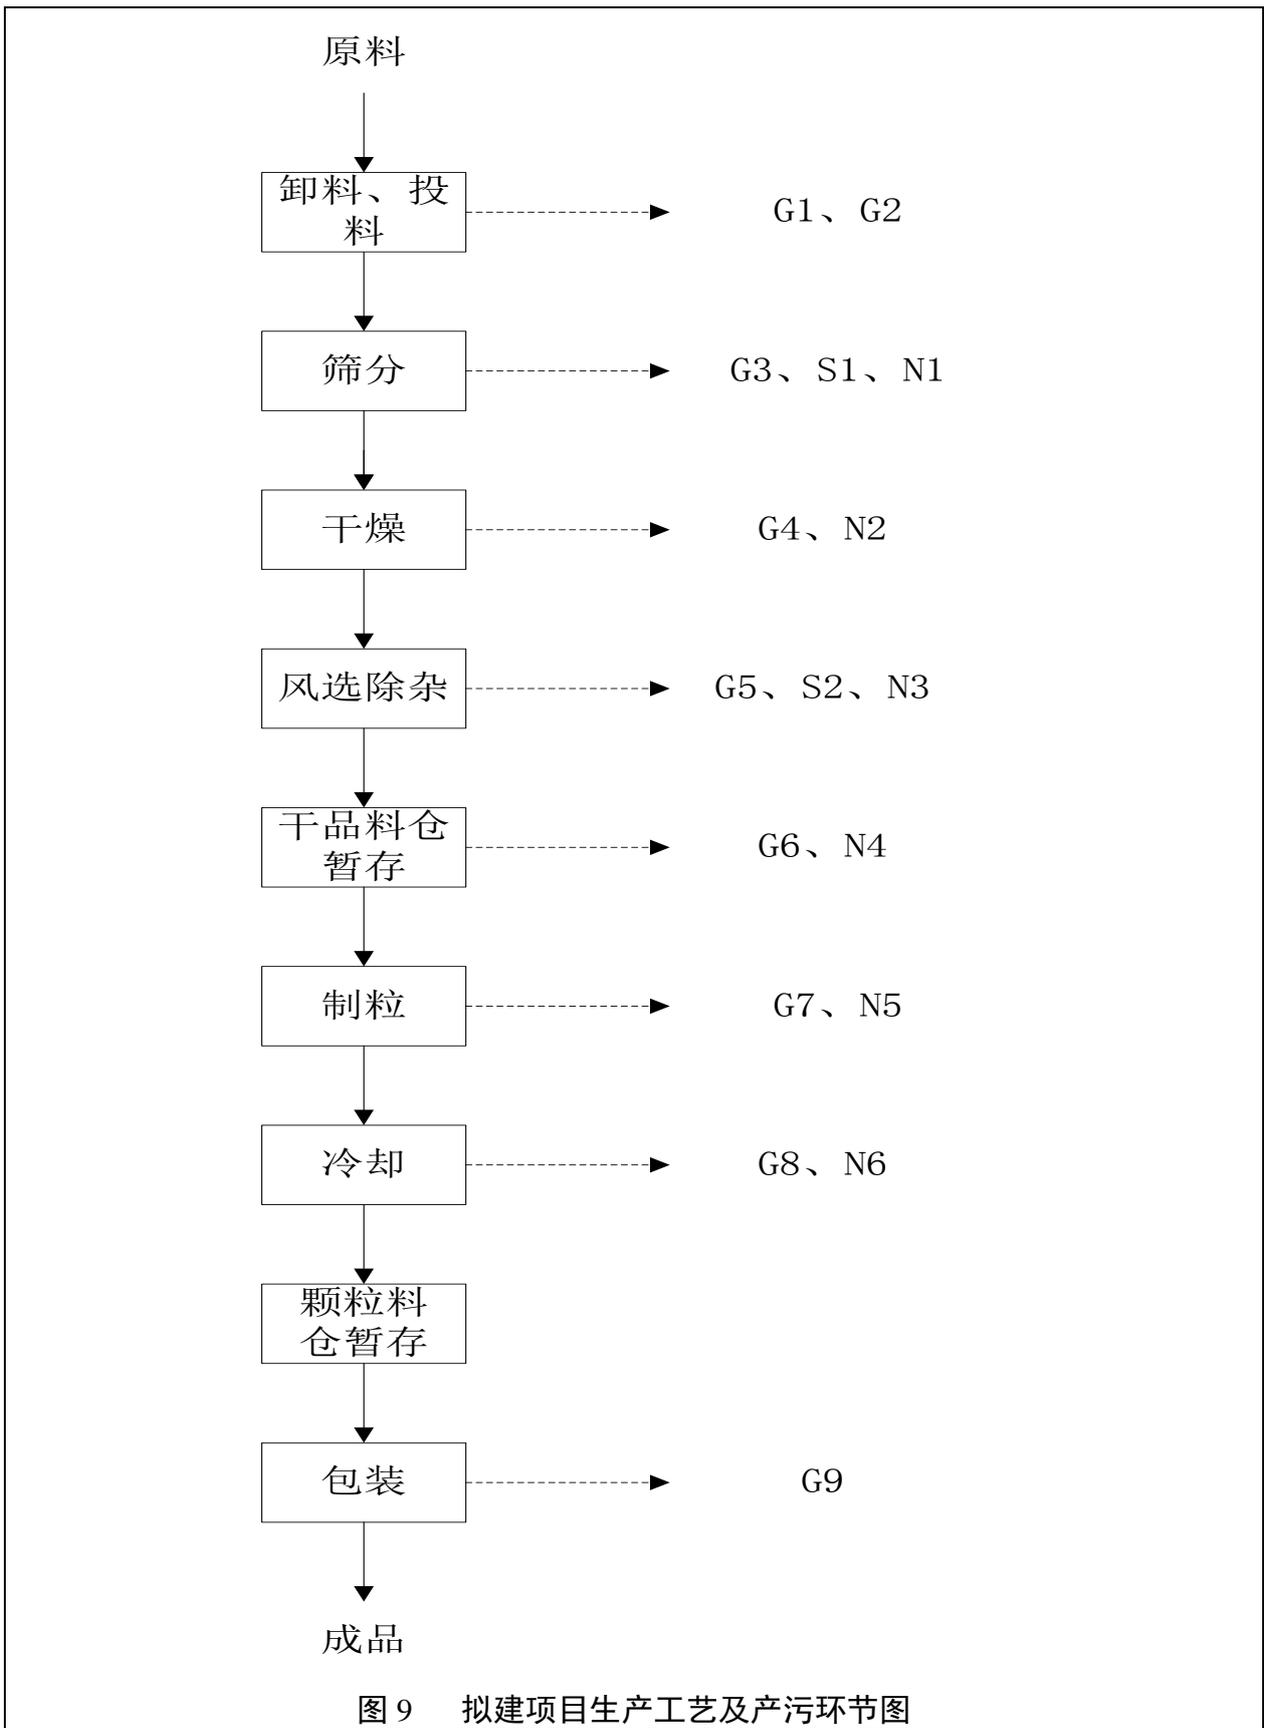 原料
卸料、投
料
G1、G2
筛分
G3、S1、N1
干燥
G4、N2
风选除杂
G5、S2、N3
干品料仓
暂存
G6、N4
制粒
G7、N5
冷却
G8、N6
颗粒料
仓暂存
包装
G9
成品
图 9 拟建项目生产工艺及产污环节图